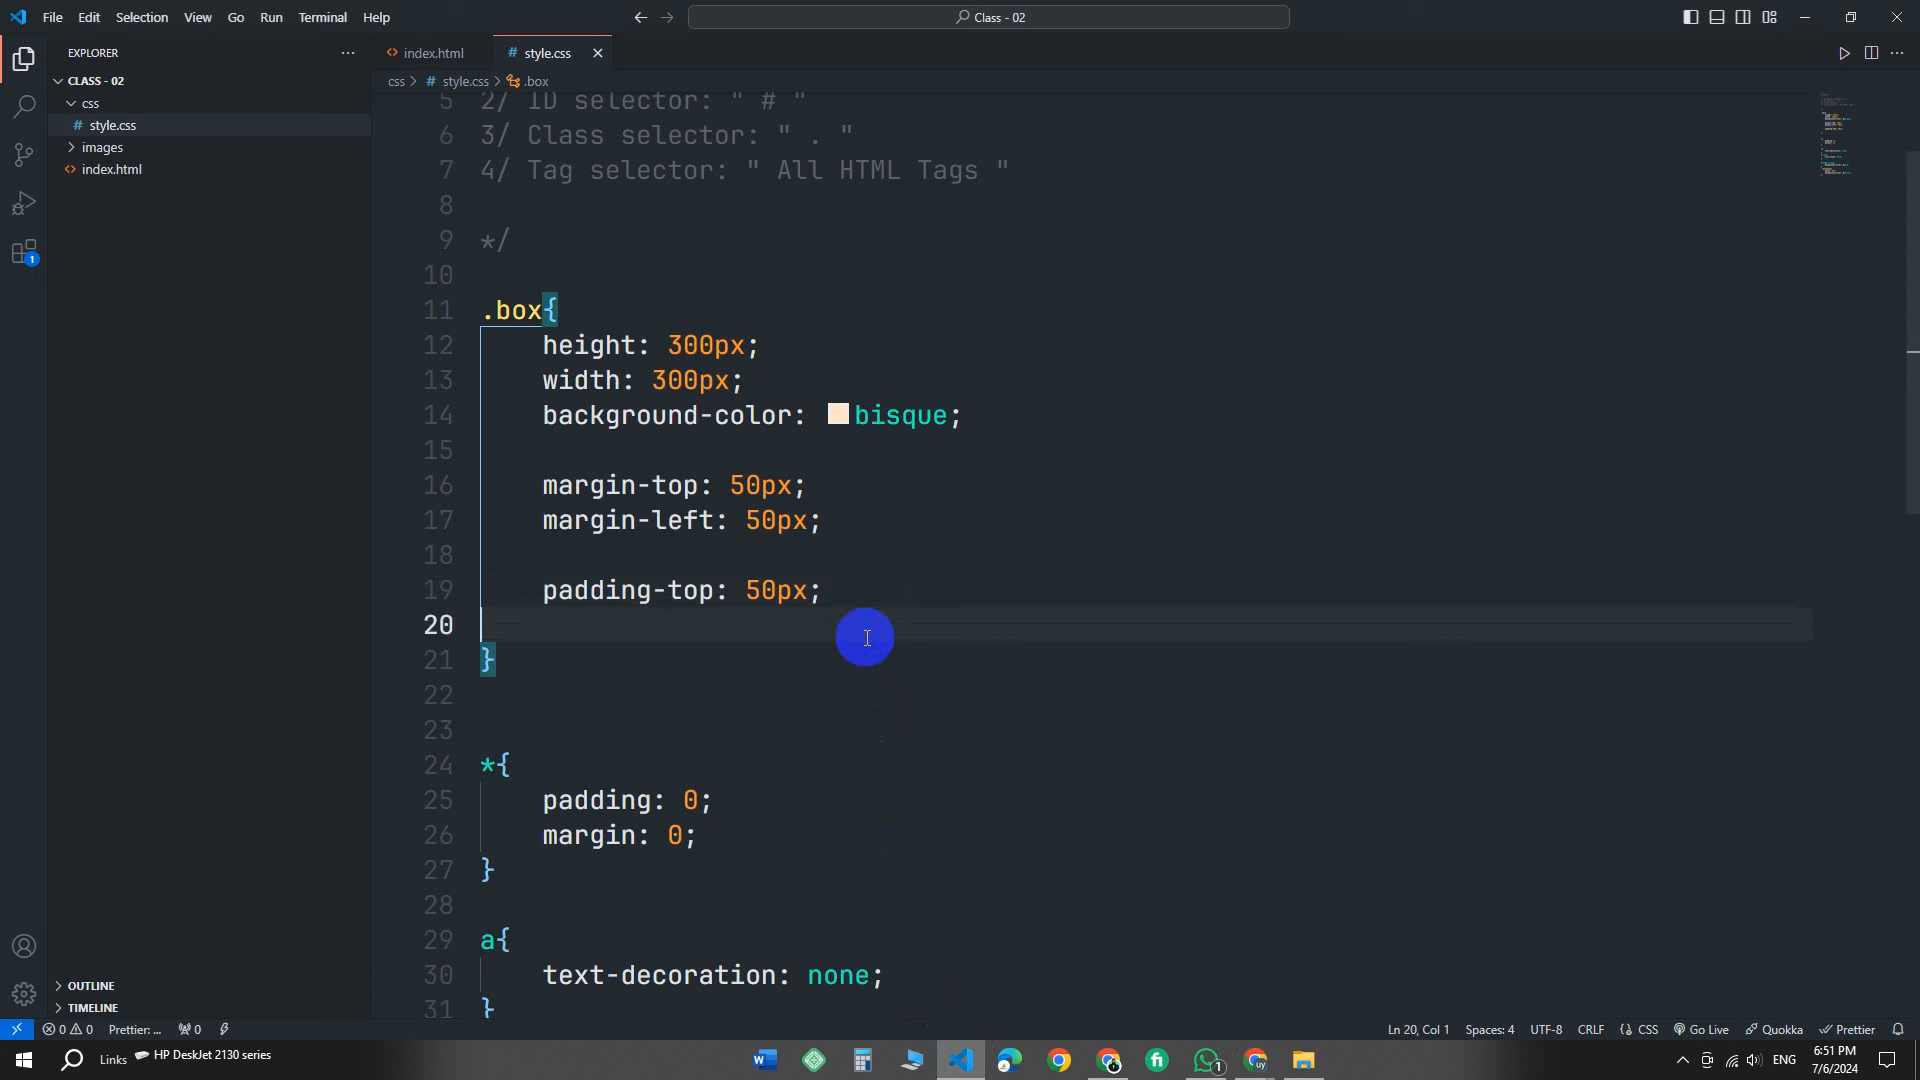 File Edit Selection View Go Run Terminal Help
Class - 02
EXPLORER
CLASS - 02
css
# style.css
images
index.html
index.html
# style.css
css > # style.css > .box
5 2/ ID selector: " # "
6 3/ Class selector: " . "
7 4/ Tag selector: " All HTML Tags "
8
9 */
10
11 .box{
12 height: 300px;
13 width: 300px;
14 background-color: bisque;
15
16 margin-top: 50px;
17 margin-left: 50px;
18
19 padding-top: 50px;
20
21 }
22
23
24 *{
25 padding: 0;
26 margin: 0;
27 }
28
29 a{
30 text-decoration: none;
31 }
1
OUTLINE
TIMELINE
0 0 Prettier: ... 0
Ln 20, Col 1 Spaces: 4 UTF-8 CRLF CSS Go Live Quokka Prettier
Links HP DeskJet 2130 series
1
uy
ENG
6:51 PM
7/6/2024